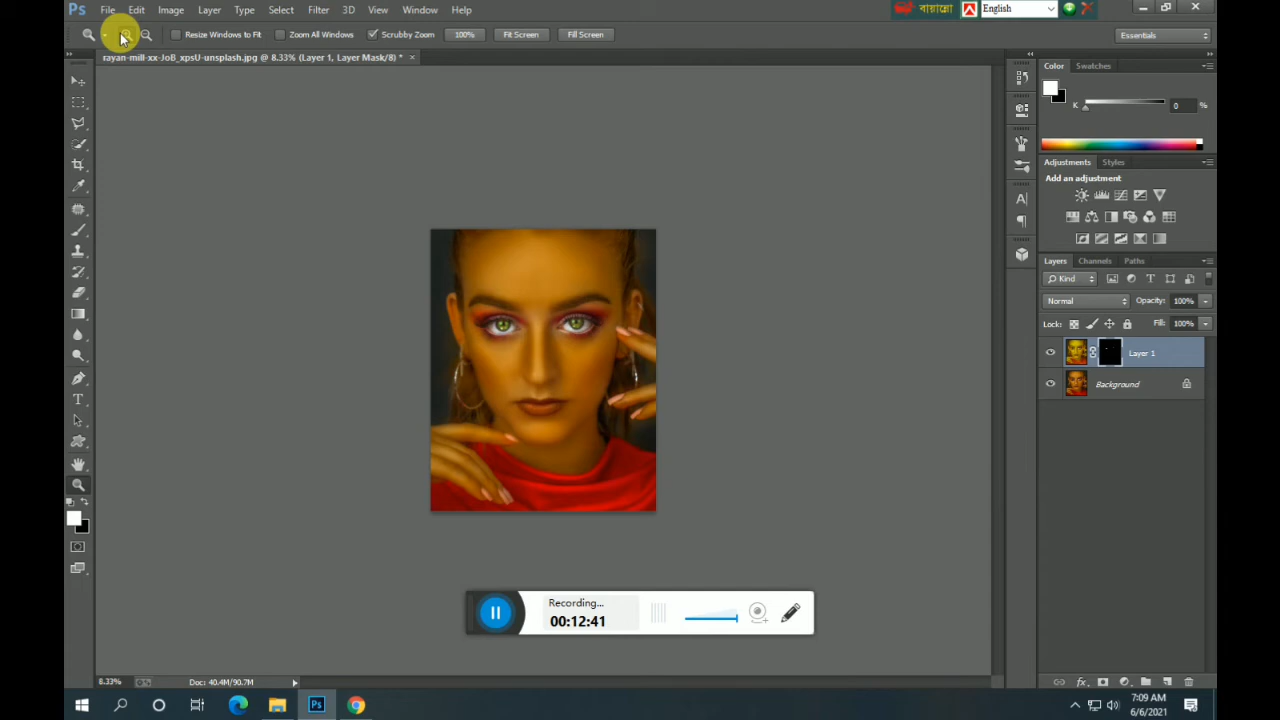 Ps File Edit Image Layer Type Select Filter 3D View Window Help
বায়ান্নো English
Resize Windows to Fit Zoom All Windows Scrubby Zoom 100% Fit Screen Fill Screen Essentials
rayan-mill-xx-JoB_xpsU-unsplash.jpg @ 8.33% (Layer 1, Layer Mask/8) *
Color Swatches
K 0 %
Adjustments Styles
Add an adjustment
Layers Channels Paths
Kind
Normal Opacity: 100%
Lock: Fill: 100%
Layer 1
Background
Recording...
00:12:41
8.33% Doc: 40.4M/90.7M
Ps
7:09 AM
6/6/2021